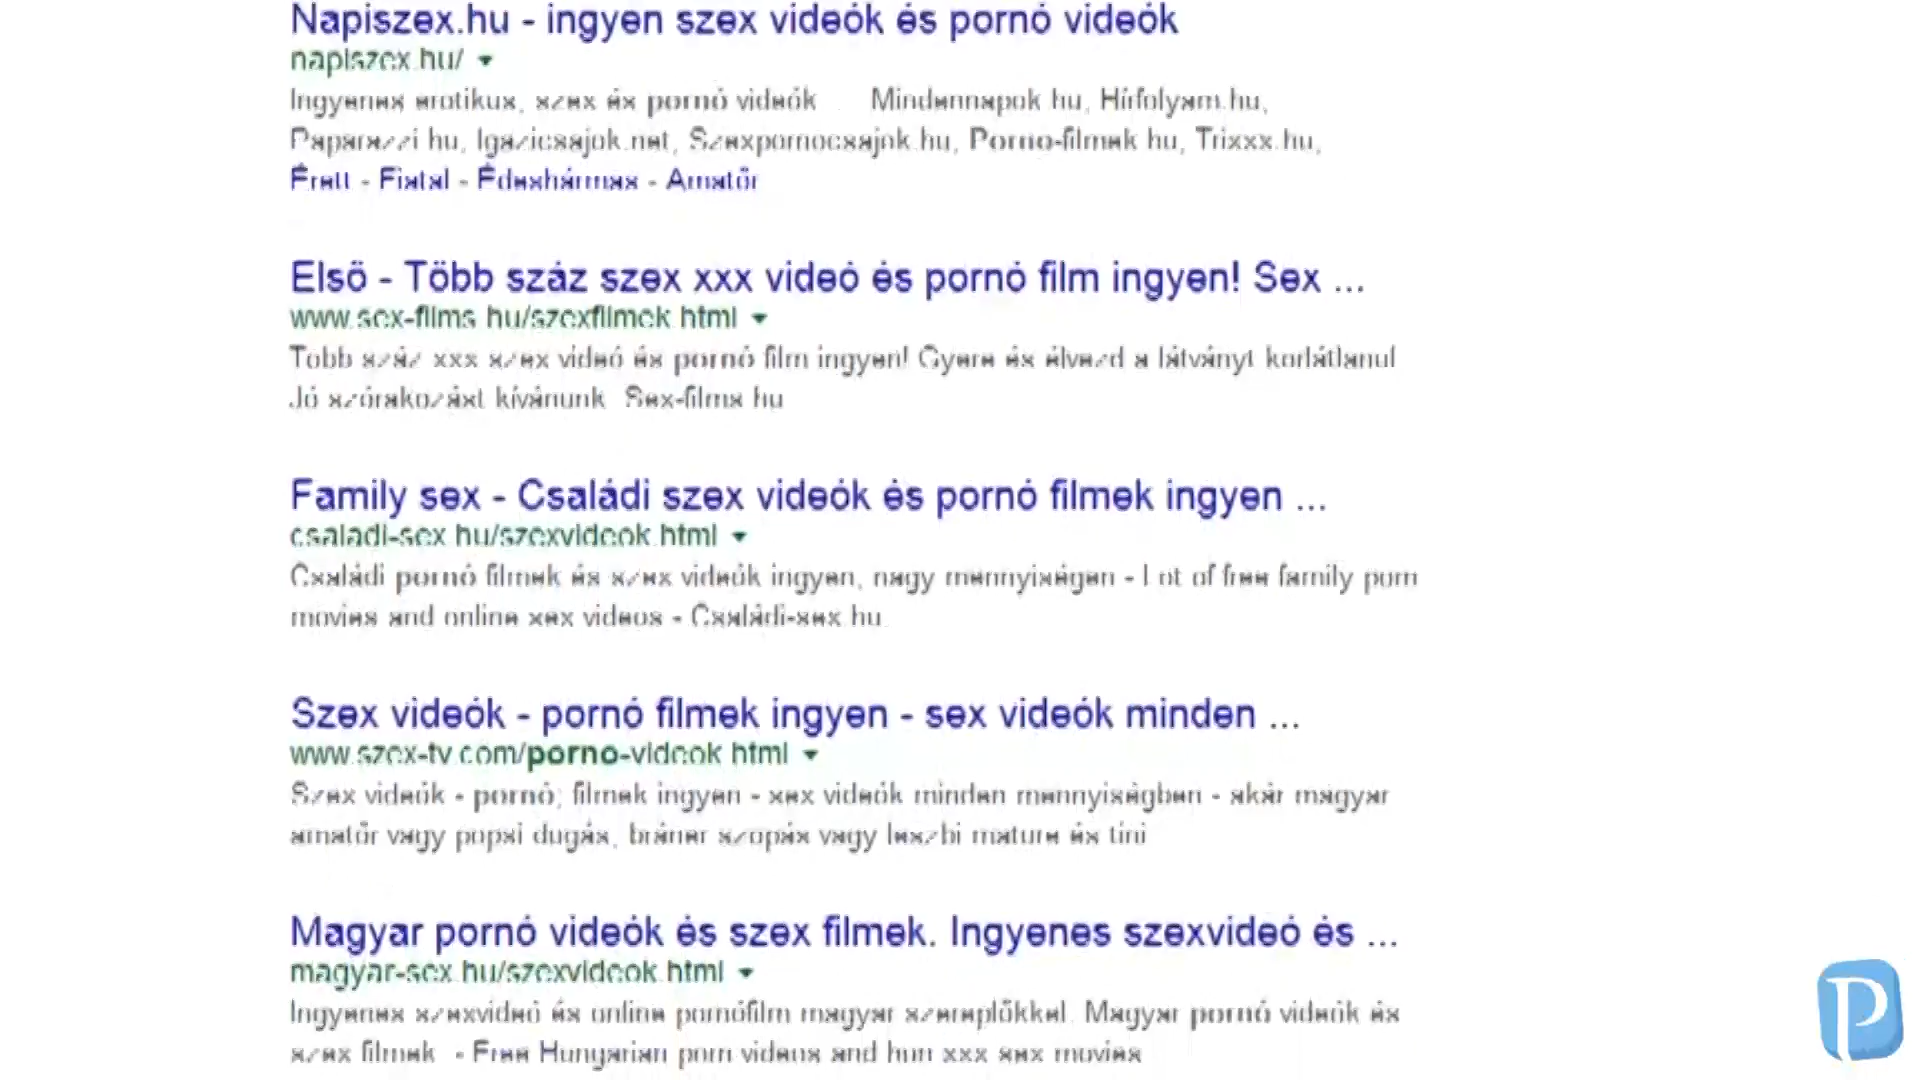 Napiszex.hu - ingyen szex videók és pornó videók
napiszex.hu/
Ingyenes erotikus, szex és pornó videók Mindennapok.hu, Hírfolyam.hu,
Paparazzi.hu, Igazicsajok.net, Szexpornocsajok.hu, Porno-filmek.hu, Trixxx.hu,
Érett - Fiatal - Édeshármas - Amatőr
Első - Több száz szex xxx videó és pornó film ingyen! Sex ...
www.sex-films.hu/szexfilmek.html
Több száz xxx szex videó és pornó film ingyen! Gyere és élvezd a látványt korlátlanul
Jó szórakozást kívánunk Sex-films.hu
Family sex - Családi szex videók és pornó filmek ingyen ...
csaladi-sex.hu/szexvideok.html
Családi pornó filmek és szex videók ingyen, nagy mennyiségen - Lot of free family porn
movies and online sex videos - Családi-sex.hu
Szex videók - pornó filmek ingyen - sex videók minden ...
www.szex-tv.com/porno-videok.html
Szex videók - pornó; filmek ingyen - sex videók minden mennyiségben - akár magyar
amatőr vagy popsi dugás, bráner szopás vagy leszbi mature és tini
Magyar pornó videók és szex filmek. Ingyenes szexvideó és ...
magyar-sex.hu/szexvideok.html
Ingyenes szexvideó és online pornófilm magyar szereplőkkel. Magyar pornó videók és
szex filmek - Free Hungarian porn videos and hun xxx sex movies
P